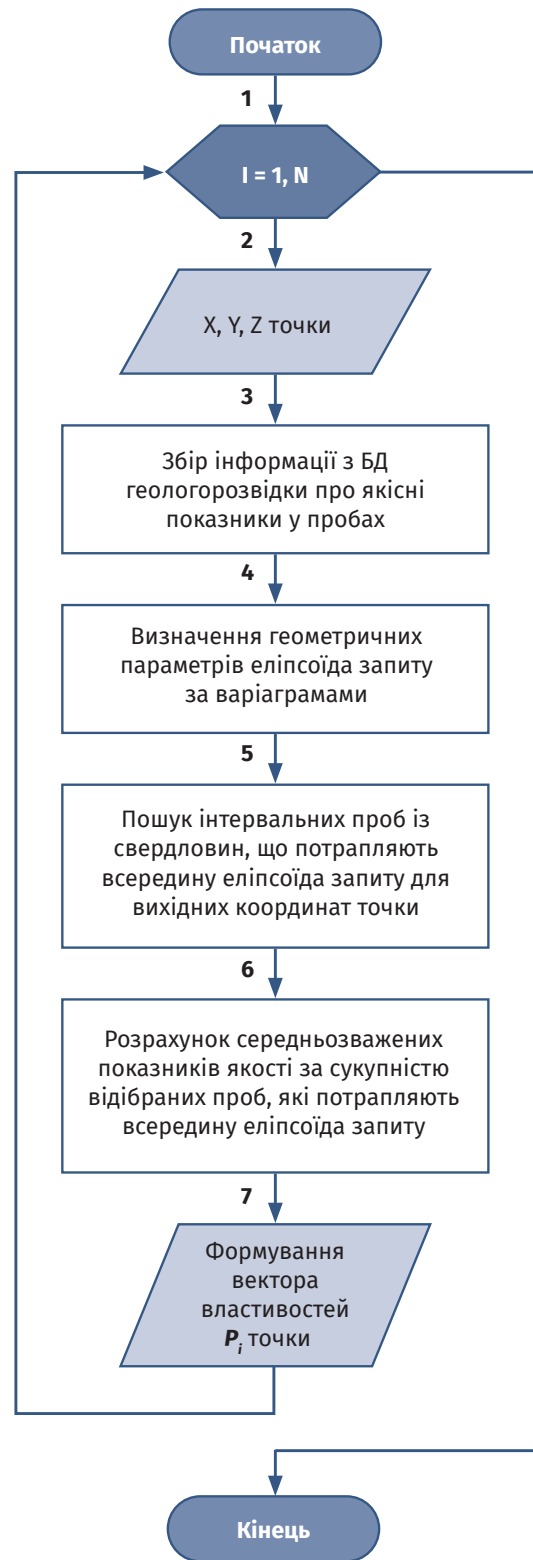 Початок
1
I = 1, N
2
X, Y, Z точки
3
Збір інформації з БД
геологорозвідки про якісні
показники у пробах
4
Визначення геометричних
параметрів еліпсоїда запиту
за варіаграмами
5
Пошук інтервальних проб із
свердловин, що потрапляють
всередину еліпсоїда запиту для
вихідних координат точки
6
Розрахунок середньозважених
показників якості за сукупністю
відібраних проб, які потрапляють
всередину еліпсоїда запиту
7
Формування
вектора
властивостей
Pi точки
Кінець